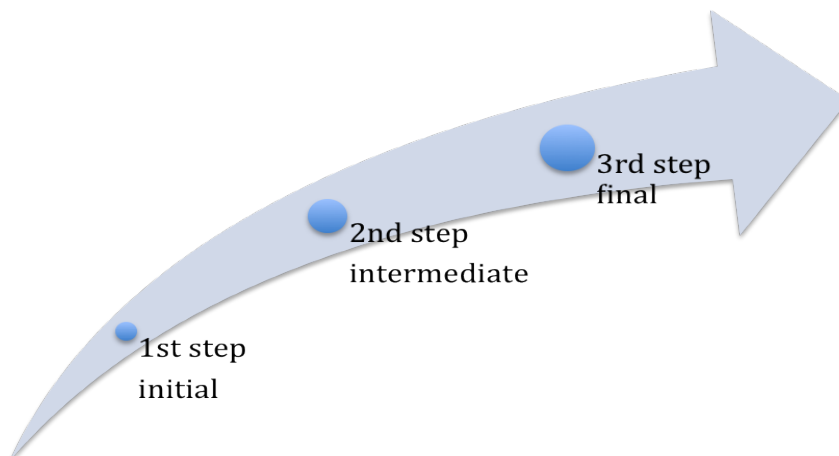 1st step
initial
2nd step
intermediate
3rd step
final